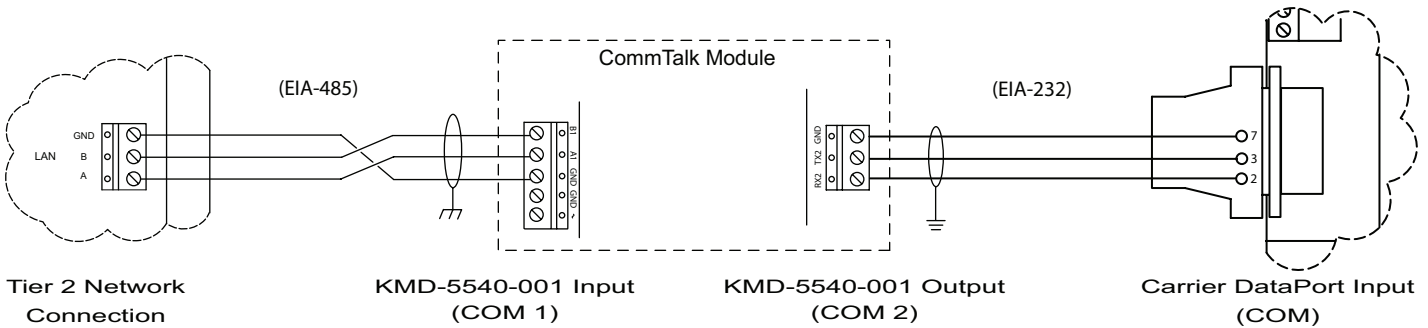 CommTalk Module
(EIA-485)
(EIA-232)
LAN
GND
B
A
B1
A1
GND
GND
~
GND
TX2
RX2
7
3
2
Tier 2 Network
Connection
KMD-5540-001 Input
(COM 1)
KMD-5540-001 Output
(COM 2)
Carrier DataPort Input
(COM)